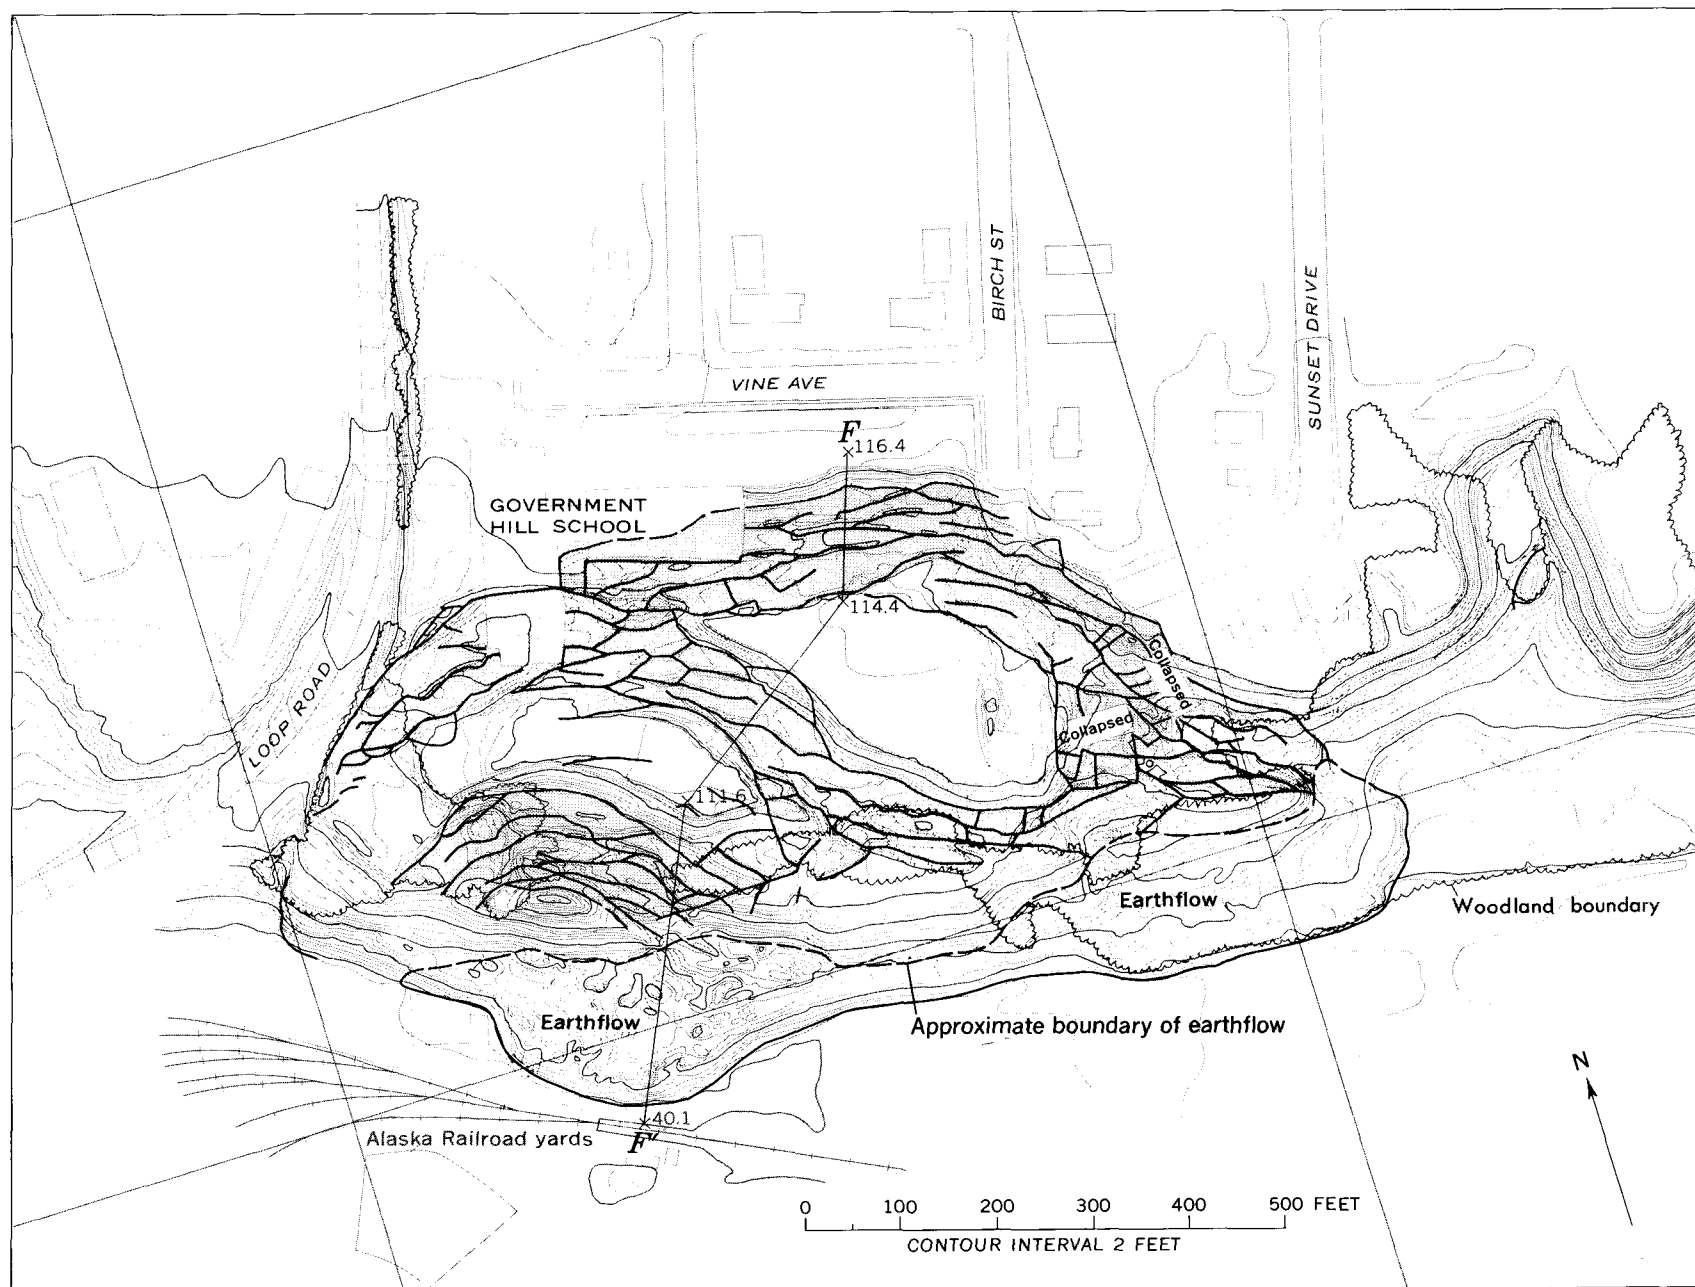 BIRCH ST
SUNSET DRIVE
VINE AVE
F
116.4
GOVERNMENT
HILL SCHOOL
114.4
Collapsed
Collapsed
LOOP ROAD
111.6
Earthflow
Woodland boundary
Earthflow
Approximate boundary of earthflow
N
40.1
Alaska Railroad yards
F′
0 100 200 300 400 500 FEET
CONTOUR INTERVAL 2 FEET